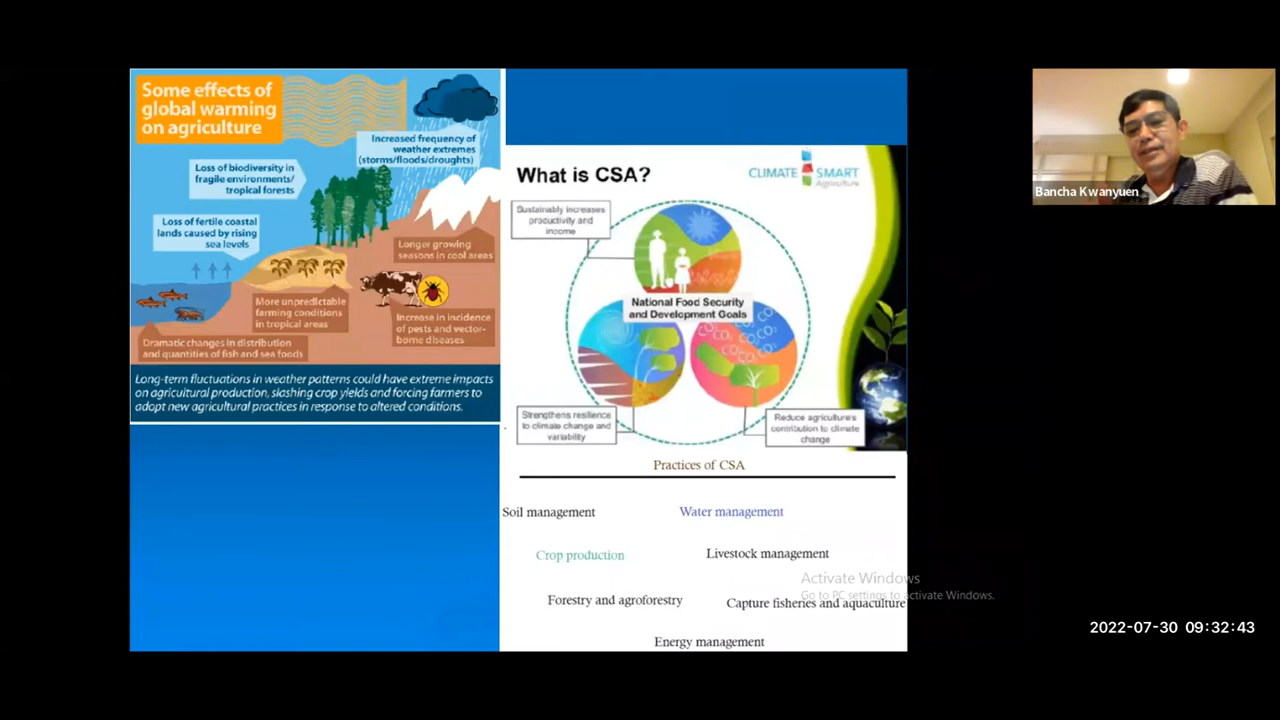 Some effects of
global warming
on agriculture
Increased frequency of
weather extremes
(storms/floods/droughts)
Loss of biodiversity in
fragile environments/
tropical forests
Loss of fertile coastal
lands caused by rising
sea levels
Longer growing
seasons in cool areas
More unpredictable
farming conditions
in tropical areas
Increase in incidence
of pests and vector-
borne diseases
Dramatic changes in distribution
and quantities of fish and sea foods
Long-term fluctuations in weather patterns could have extreme impacts
on agricultural production, slashing crop yields and forcing farmers to
adopt new agricultural practices in response to altered conditions.
What is CSA?
CLIMATE SMART
Agriculture
Sustainably increases
productivity and
income
National Food Security
and Development Goals
CO₂ CO₂ CO₂
CO₂ CO₂
CO₂ CO₂
Strengthens resilience
to climate change and
variability
Reduce agriculture's
contribution to climate
change
Practices of CSA
Soil management
Water management
Crop production
Livestock management
Forestry and agroforestry
Capture fisheries and aquaculture
Energy management
Activate Windows
Go to PC settings to activate Windows.
Bancha Kwanyuen
2022-07-30 09:32:43